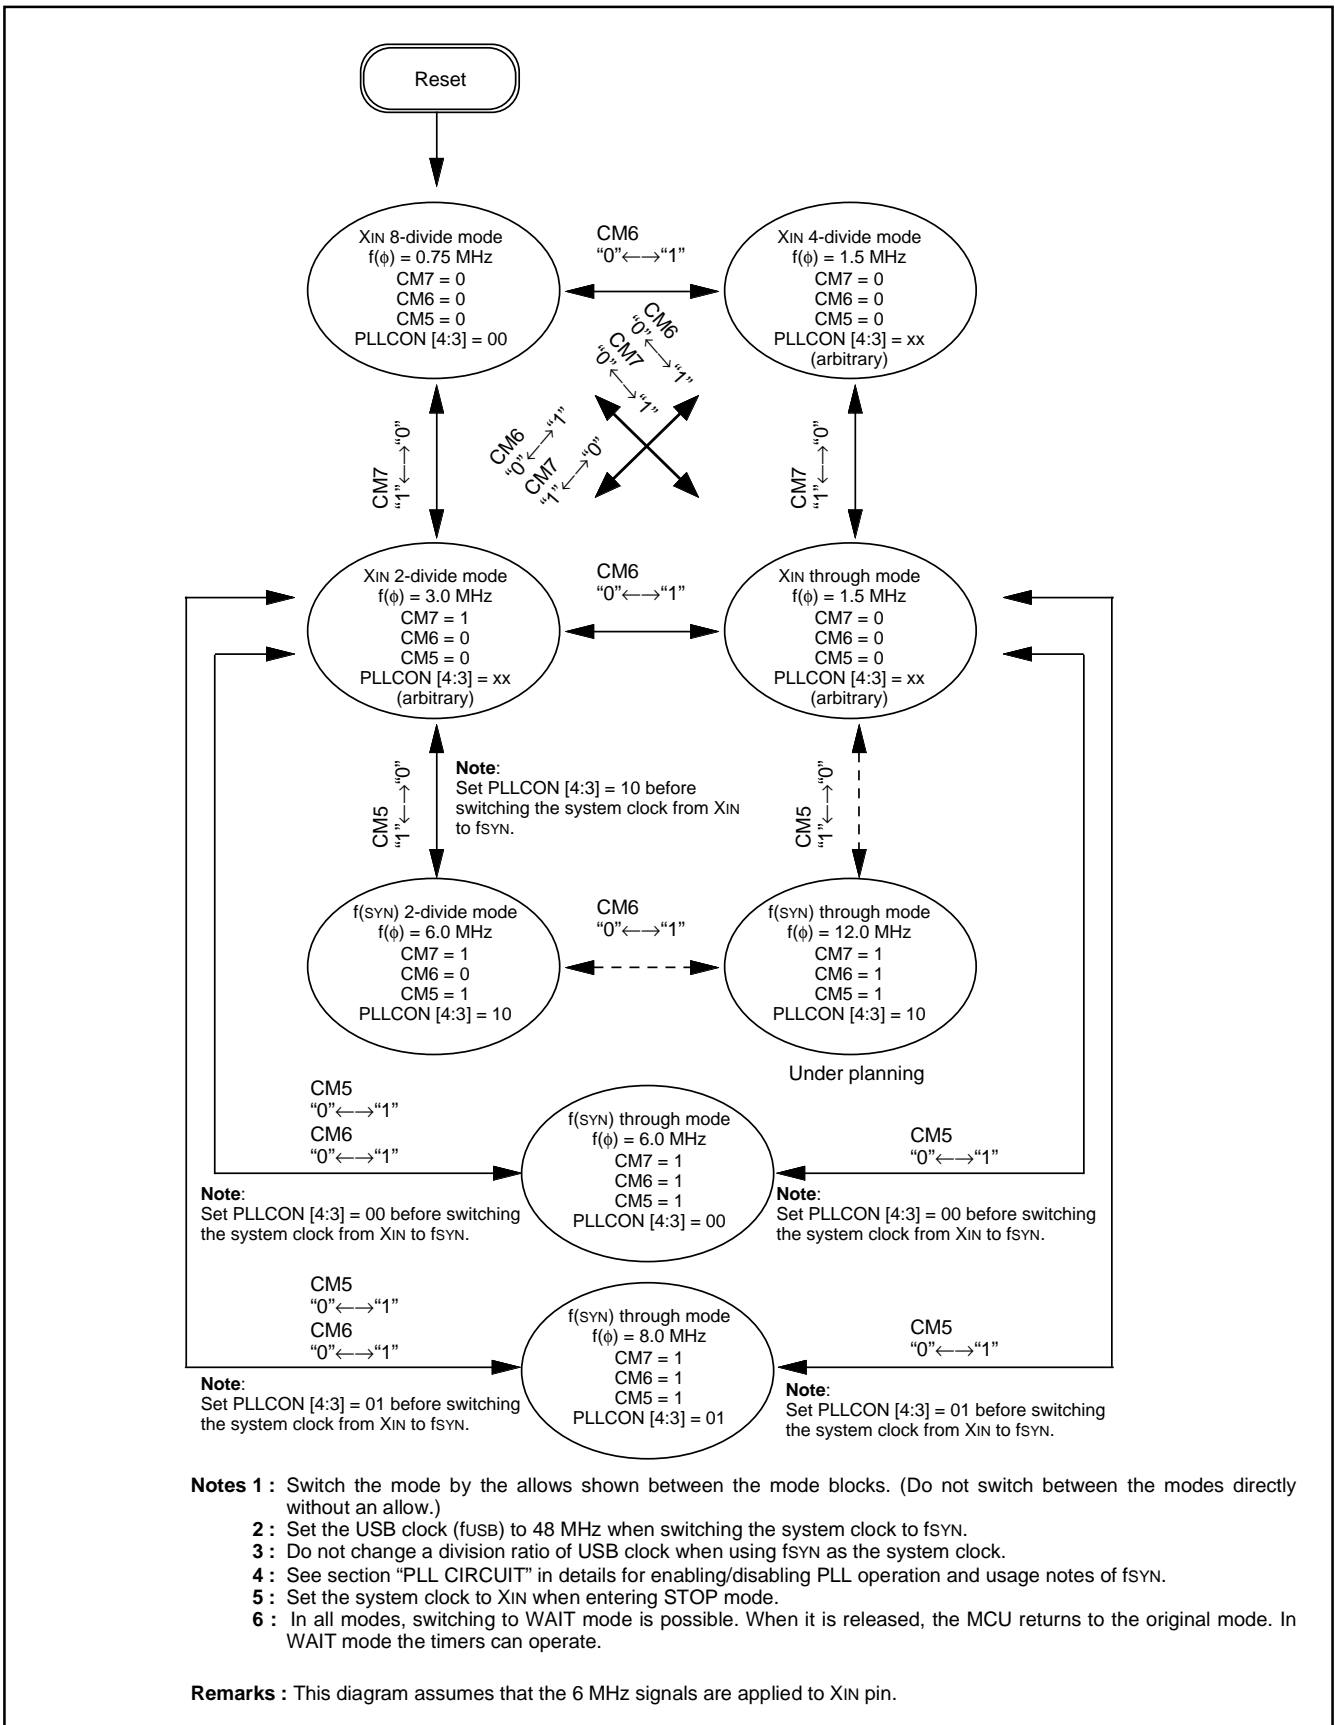 Reset
XIN 8-divide mode
f(ϕ) = 0.75 MHz
CM7 = 0
CM6 = 0
CM5 = 0
PLLCON [4:3] = 00
CM6
“0”←→“1”
XIN 4-divide mode
f(ϕ) = 1.5 MHz
CM7 = 0
CM6 = 0
CM5 = 0
PLLCON [4:3] = xx
(arbitrary)
CM7
“1”←→“0”
CM6
“0”←→“1”
CM7
“0”←→“1”
CM6
“0”←→“1”
CM7
“1”←→“0”
CM7
“1”←→“0”
XIN 2-divide mode
f(ϕ) = 3.0 MHz
CM7 = 1
CM6 = 0
CM5 = 0
PLLCON [4:3] = xx
(arbitrary)
CM6
“0”←→“1”
XIN through mode
f(ϕ) = 1.5 MHz
CM7 = 0
CM6 = 0
CM5 = 0
PLLCON [4:3] = xx
(arbitrary)
CM5
“1”←→“0”
Note:
Set PLLCON [4:3] = 10 before
switching the system clock from XIN
to fSYN.
CM5
“1”←→“0”
f(SYN) 2-divide mode
f(ϕ) = 6.0 MHz
CM7 = 1
CM6 = 0
CM5 = 1
PLLCON [4:3] = 10
CM6
“0”←→“1”
f(SYN) through mode
f(ϕ) = 12.0 MHz
CM7 = 1
CM6 = 1
CM5 = 1
PLLCON [4:3] = 10
Under planning
CM5
“0”←→“1”
CM6
“0”←→“1”
f(SYN) through mode
f(ϕ) = 6.0 MHz
CM7 = 1
CM6 = 1
CM5 = 1
PLLCON [4:3] = 00
CM5
“0”←→“1”
Note:
Set PLLCON [4:3] = 00 before switching
the system clock from XIN to fSYN.
Note:
Set PLLCON [4:3] = 00 before switching
the system clock from XIN to fSYN.
CM5
“0”←→“1”
CM6
“0”←→“1”
f(SYN) through mode
f(ϕ) = 8.0 MHz
CM7 = 1
CM6 = 1
CM5 = 1
PLLCON [4:3] = 01
CM5
“0”←→“1”
Note:
Set PLLCON [4:3] = 01 before switching
the system clock from XIN to fSYN.
Note:
Set PLLCON [4:3] = 01 before switching
the system clock from XIN to fSYN.
Notes 1 : Switch the mode by the allows shown between the mode blocks. (Do not switch between the modes directly
without an allow.)
2 : Set the USB clock (fUSB) to 48 MHz when switching the system clock to fSYN.
3 : Do not change a division ratio of USB clock when using fSYN as the system clock.
4 : See section “PLL CIRCUIT” in details for enabling/disabling PLL operation and usage notes of fSYN.
5 : Set the system clock to XIN when entering STOP mode.
6 : In all modes, switching to WAIT mode is possible. When it is released, the MCU returns to the original mode. In
WAIT mode the timers can operate.
Remarks : This diagram assumes that the 6 MHz signals are applied to XIN pin.